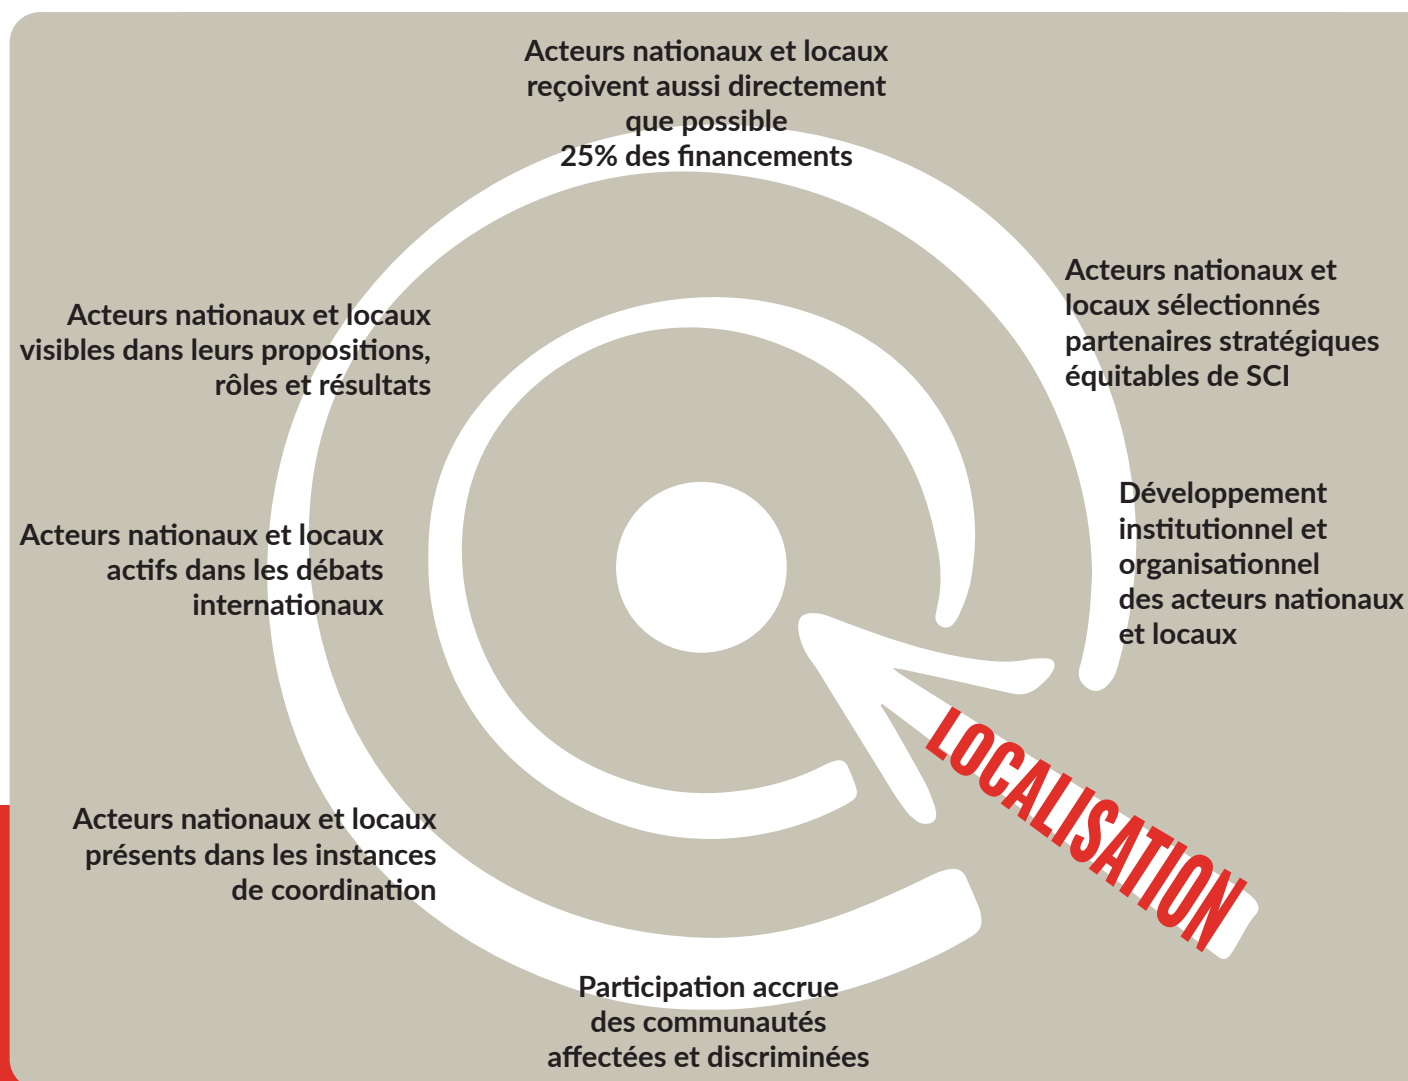 Acteurs nationaux et locaux
reçoivent aussi directement
que possible
25% des financements
Acteurs nationaux et
locaux sélectionnés
partenaires stratégiques
équitables de SCI
Développement
institutionnel et
organisationnel
des acteurs nationaux
et locaux
LOCALISATION
Participation accrue
des communautés
affectées et discriminées
Acteurs nationaux et locaux
présents dans les instances
de coordination
Acteurs nationaux et locaux
actifs dans les débats
internationaux
Acteurs nationaux et locaux
visibles dans leurs propositions,
rôles et résultats